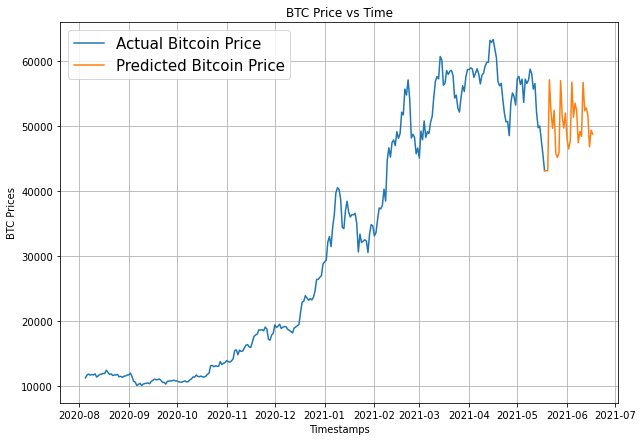 BTC Price vs Time
Actual Bitcoin Price
Predicted Bitcoin Price
60000
50000
40000
30000
20000
10000
BTC Prices
2020-08 2020-09 2020-10 2020-11 2020-12 2021-01 2021-02 2021-03 2021-04 2021-05 2021-06 2021-07
Timestamps